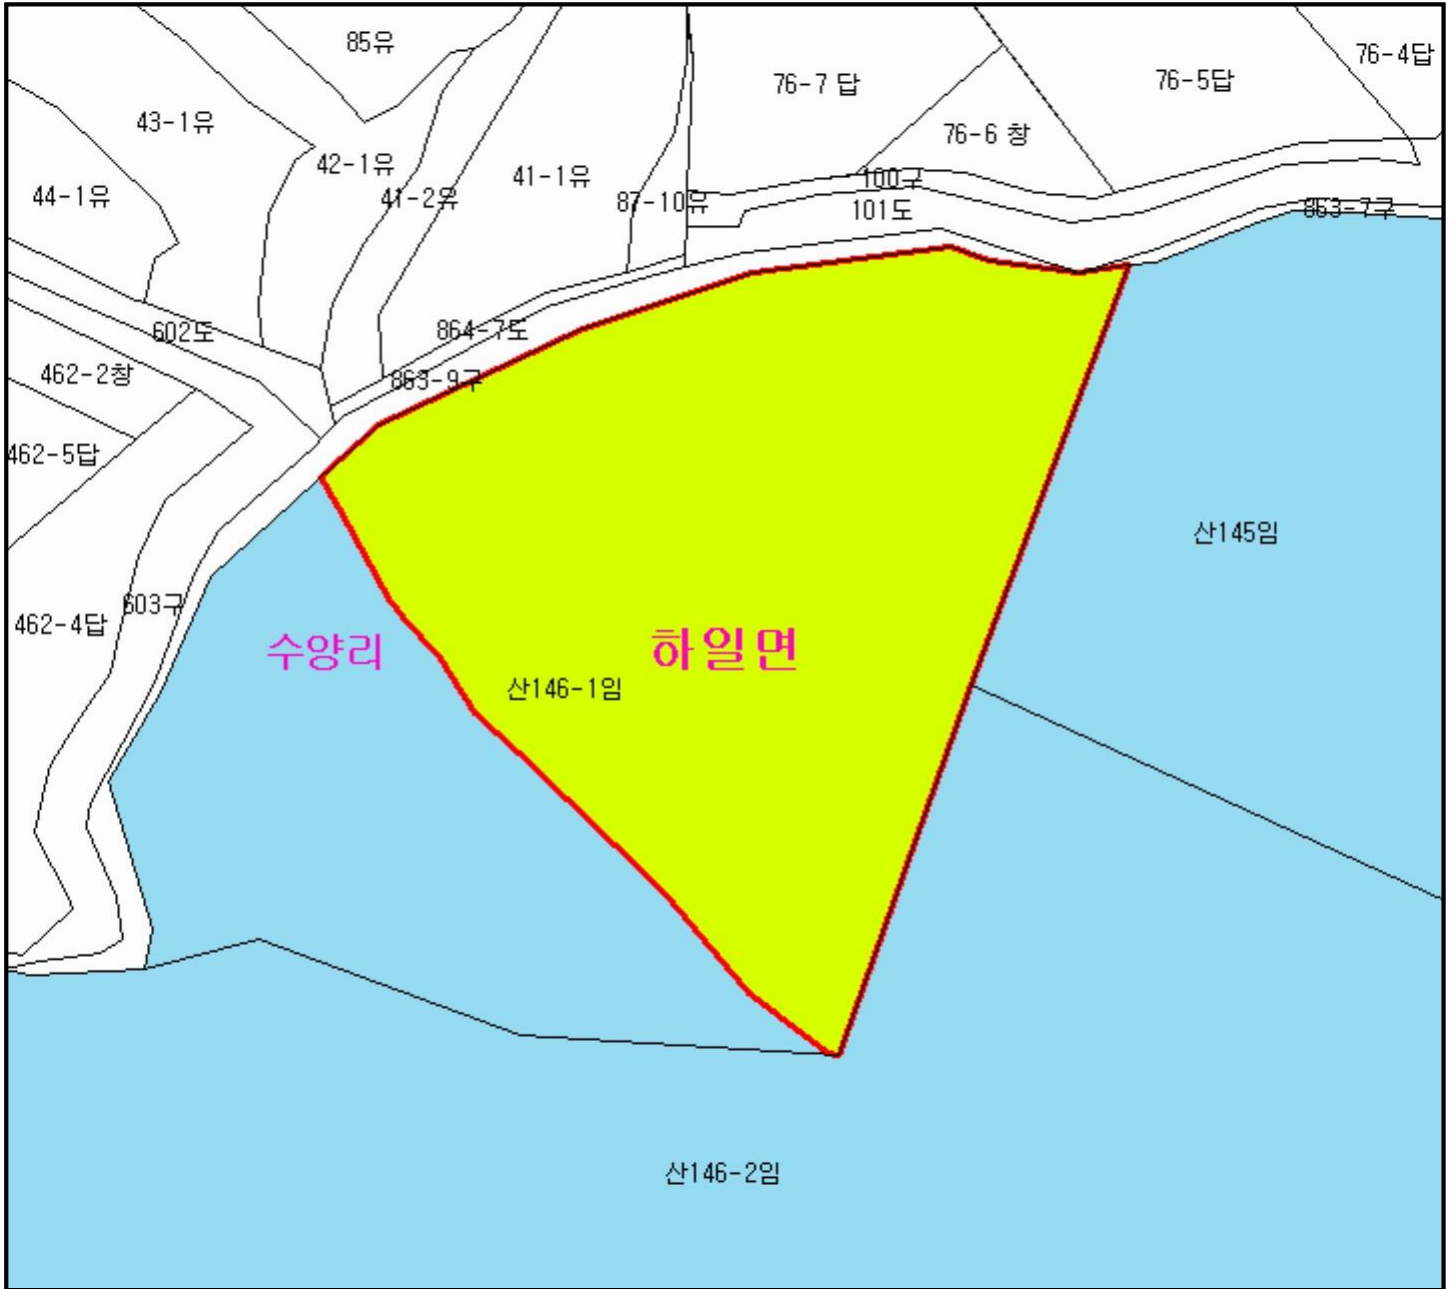 85유
76-4답
76-7 답
76-5답
43-1유
76-6 창
42-1유
41-1유
100구
44-1유
41-2유
87-10유
101도
863-7구
602도
864-7도
462-2창
863-9구
462-5답
산145임
603구
462-4답
수양리
하일면
산146-1임
산146-2임